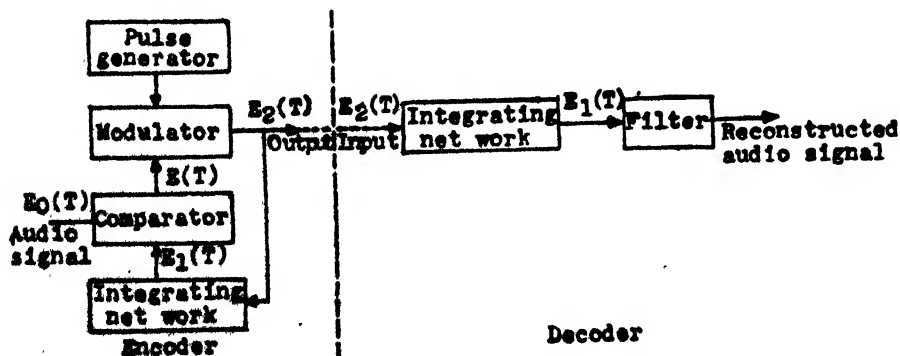 Pulse
generator
Modulator
E2(T)
Output
E(T)
E0(T)
Audio
signal
Comparator
E1(T)
Integrating
net work
Encoder
E2(T)
Input
Integrating
net work
E1(T)
Filter
Reconstructed
audio signal
Decoder